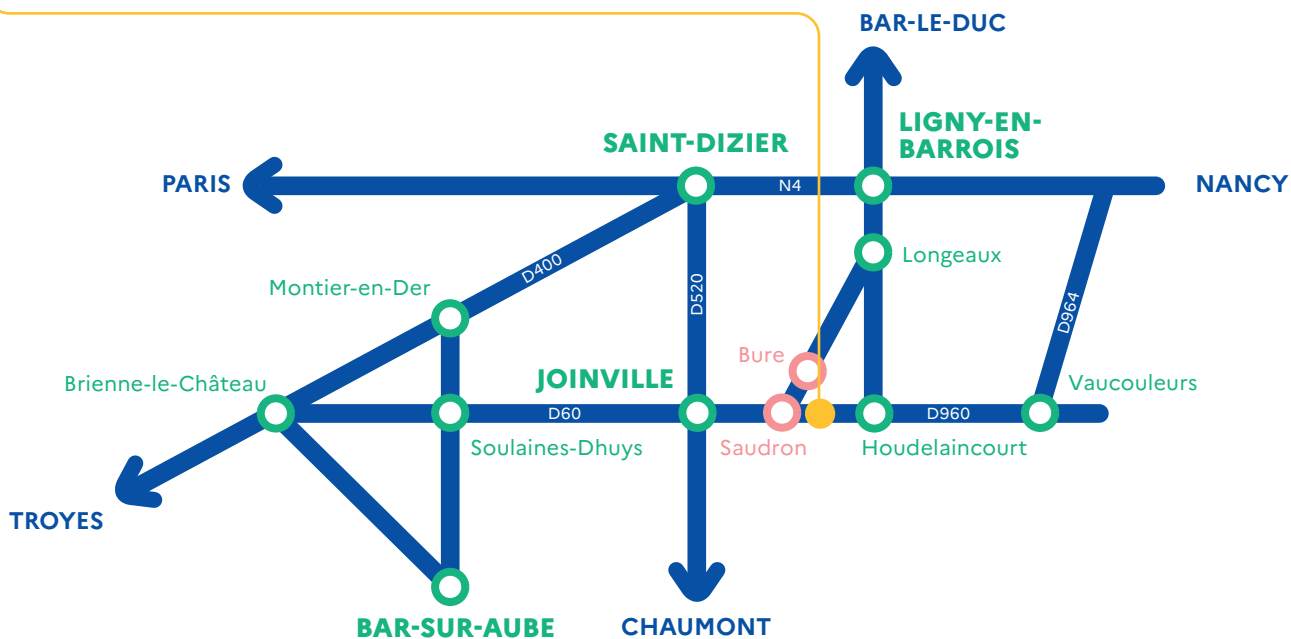 BAR-LE-DUC
LIGNY-EN-
BARROIS
SAINT-DIZIER
PARIS
N4
NANCY
Longeaux
D400
Montier-en-Der
D520
D964
Bure
Brienne-le-Château
JOINVILLE
Vaucouleurs
D60
D960
Soulaines-Dhuys
Saudron
Houdelaincourt
TROYES
BAR-SUR-AUBE
CHAUMONT